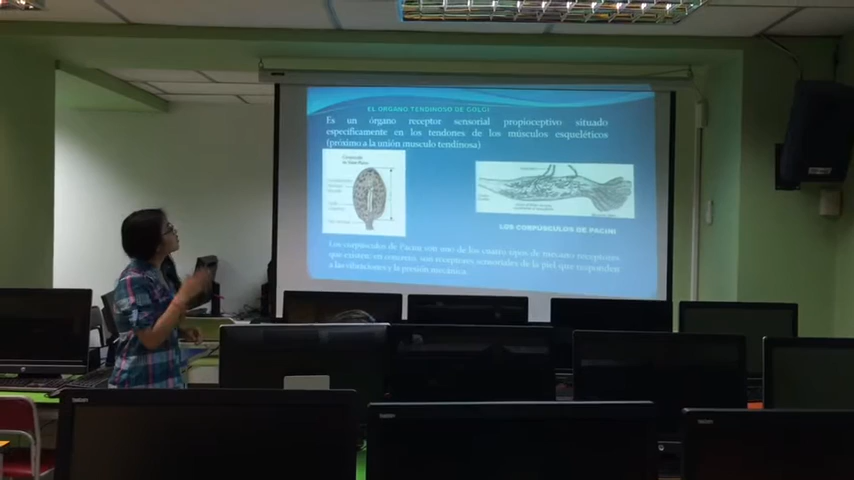 EL ORGANO TENDINOSO DE GOLGI
Es un órgano receptor sensorial propioceptivo situado
específicamente en los tendones de los músculos esqueléticos
(próximo a la unión musculo tendinosa)
LOS CORPÚSCULOS DE PACINI
Los corpúsculos de Pacini son uno de los cuatro tipos de mecano receptores
que existen; en censerno, son receptores sensoriales de la piel que responden
a las vibraciones y la presión mecánica.